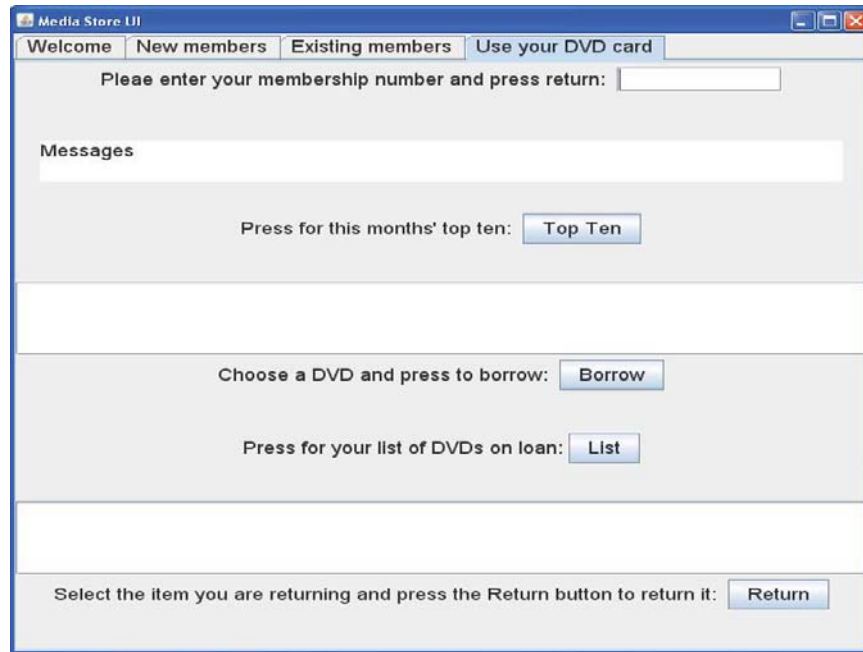 Media Store UI
Welcome New members Existing members Use your DVD card
Pleae enter your membership number and press return:
Messages
Press for this months' top ten: Top Ten
Choose a DVD and press to borrow: Borrow
Press for your list of DVDs on loan: List
Select the item you are returning and press the Return button to return it: Return